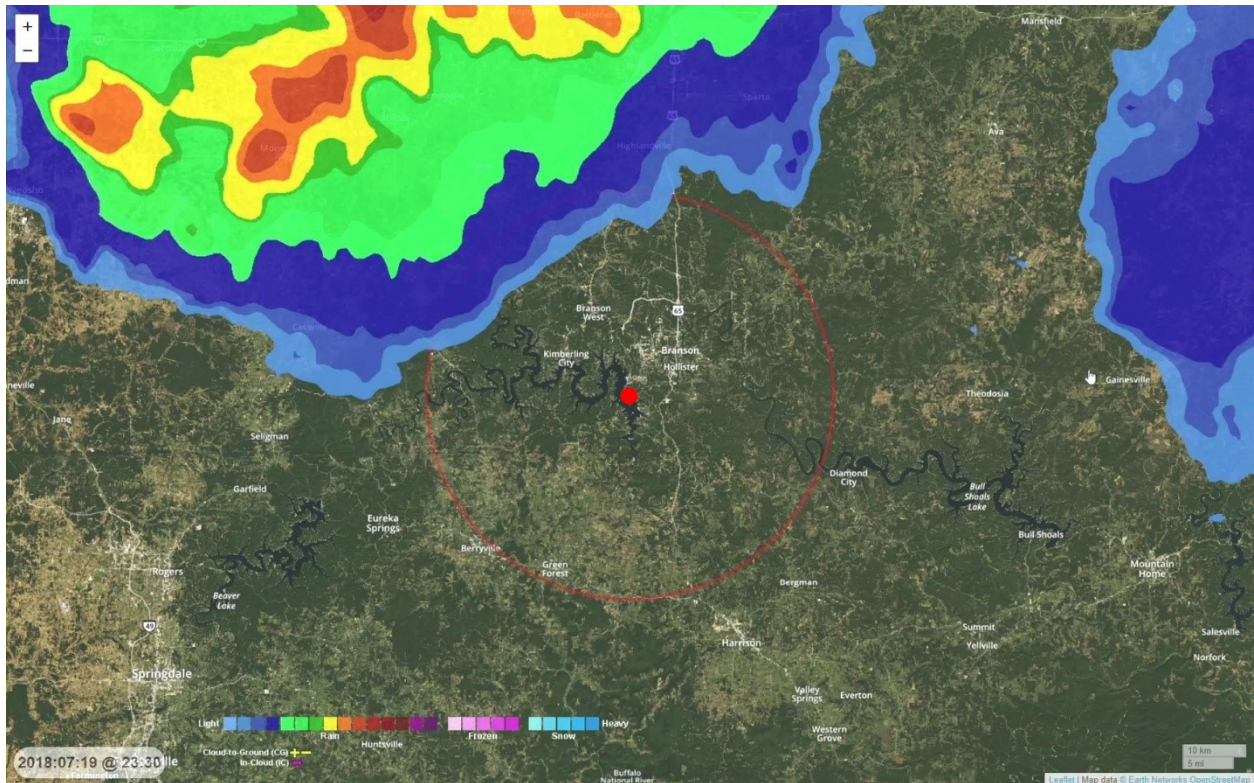 +
−
Mansfield
Sparta
Highlandville
Ava
Monett
Cassville
Branson
West
65
Kimberling
City
Branson
Hollister
Gainesville
Theodosia
Jane
Seligman
Diamond
City
Garfield
Bull
Shoals
Lake
Eureka
Springs
Bull Shoals
Berryville
Green
Forest
Rogers
Mountain
Home
Bergman
Beaver
Lake
49
Summit
Yellville
Salesville
Harrison
Norfork
Springdale
Valley
Springs
Everton
Western
Grove
Light
Heavy
Rain
Frozen
Snow
Huntsville
Cloud-to-Ground (CG)
In-Cloud (IC)
2018:07:19 @ 23:30
10 km
5 mi
Farmington
Buffalo
National River
Leaflet | Map data © Earth Networks OpenStreetMap